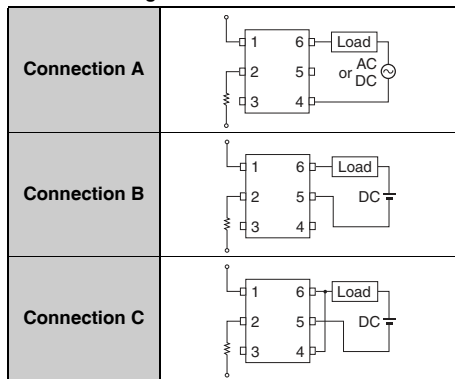 Connection A
1 6 Load
2 5 or AC DC
3 4
Connection B
1 6 Load
2 5 DC
3 4
Connection C
1 6 Load
2 5 DC
3 4